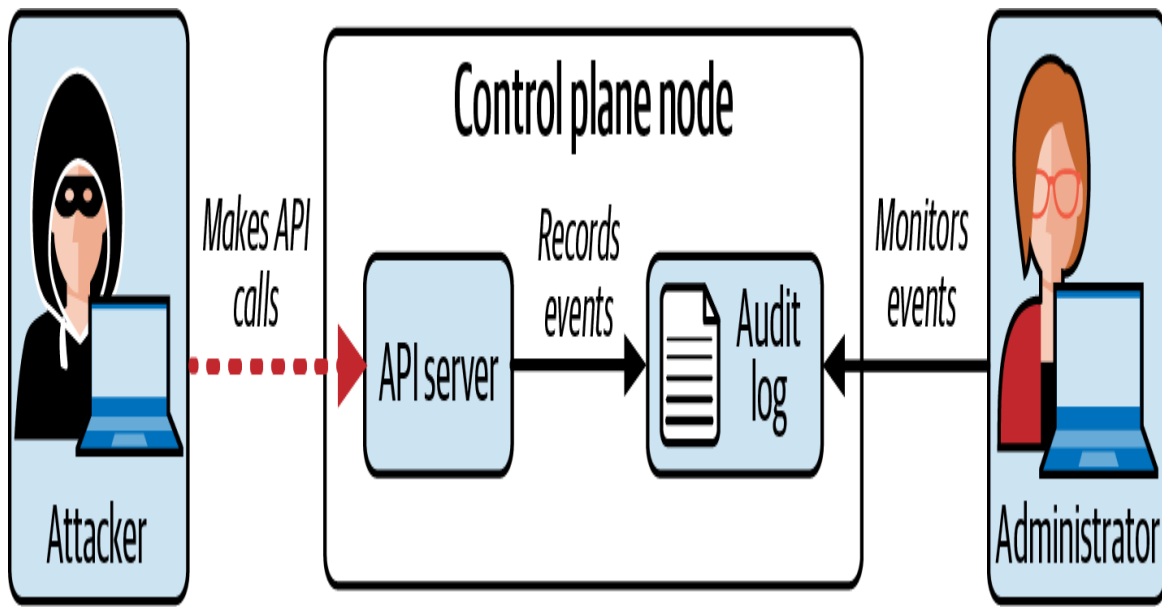 Control plane node
Makes API
calls
Records
events
Monitors
events
API server
Audit
log
Attacker
Administrator